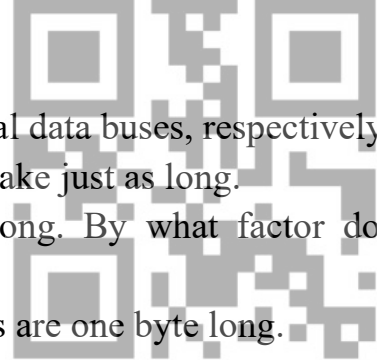 al data buses, respectively
ake just as long.
ong. By what factor do
s are one byte long.